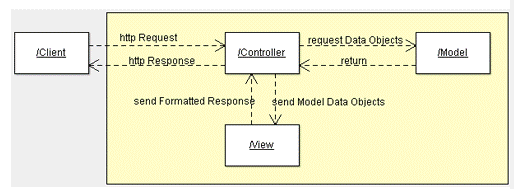 http Request
request Data Objects
/Client
/Controller
/Model
http Response
return
send Formatted Response
send Model Data Objects
/View